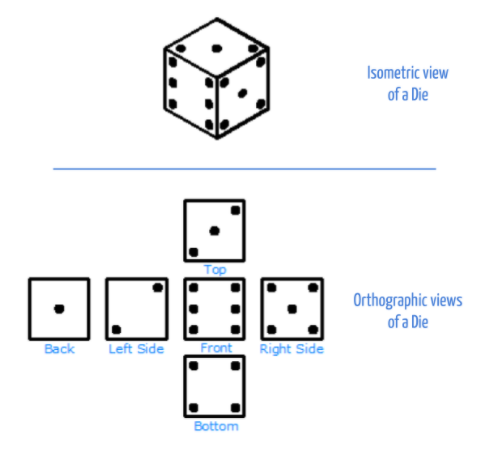 Isometric view
of a Die
Top
Back
Left Side
Front
Right Side
Orthographic views
of a Die
Bottom